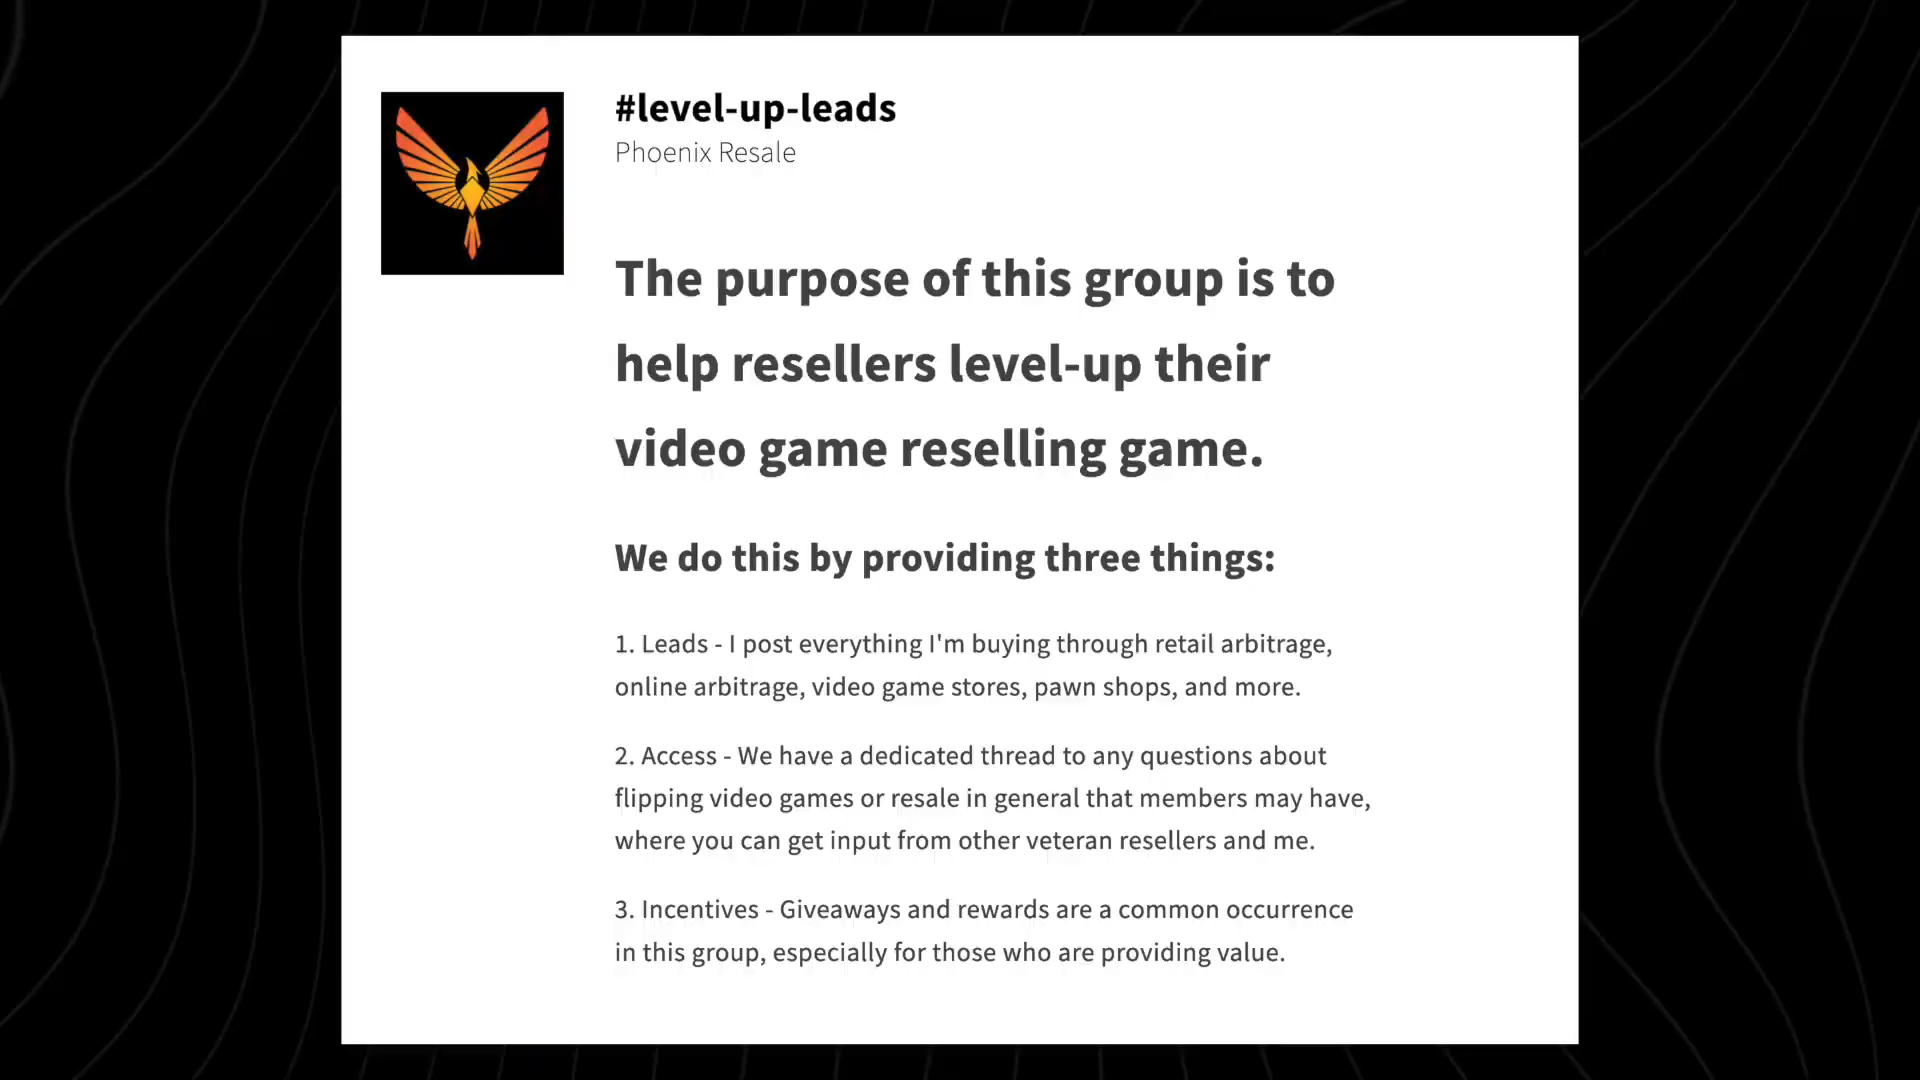 #level-up-leads
Phoenix Resale
The purpose of this group is to
help resellers level-up their
video game reselling game.
We do this by providing three things:
1. Leads - I post everything I'm buying through retail arbitrage,
online arbitrage, video game stores, pawn shops, and more.
2. Access - We have a dedicated thread to any questions about
flipping video games or resale in general that members may have,
where you can get input from other veteran resellers and me.
3. Incentives - Giveaways and rewards are a common occurrence
in this group, especially for those who are providing value.